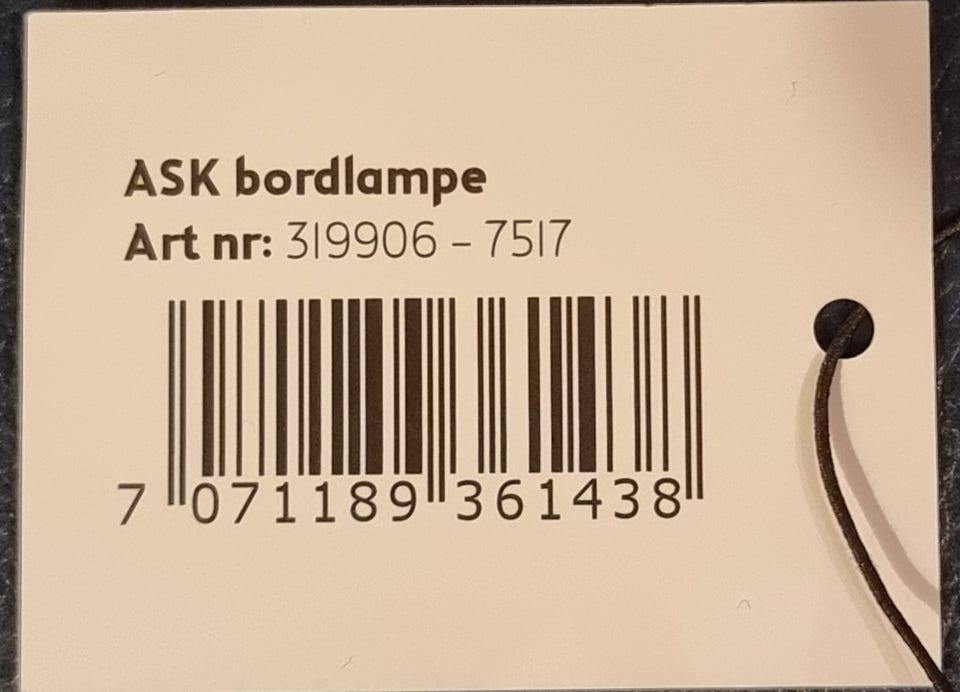 ASK bordlampe
Art nr: 319906 - 7517
7 071189 361438